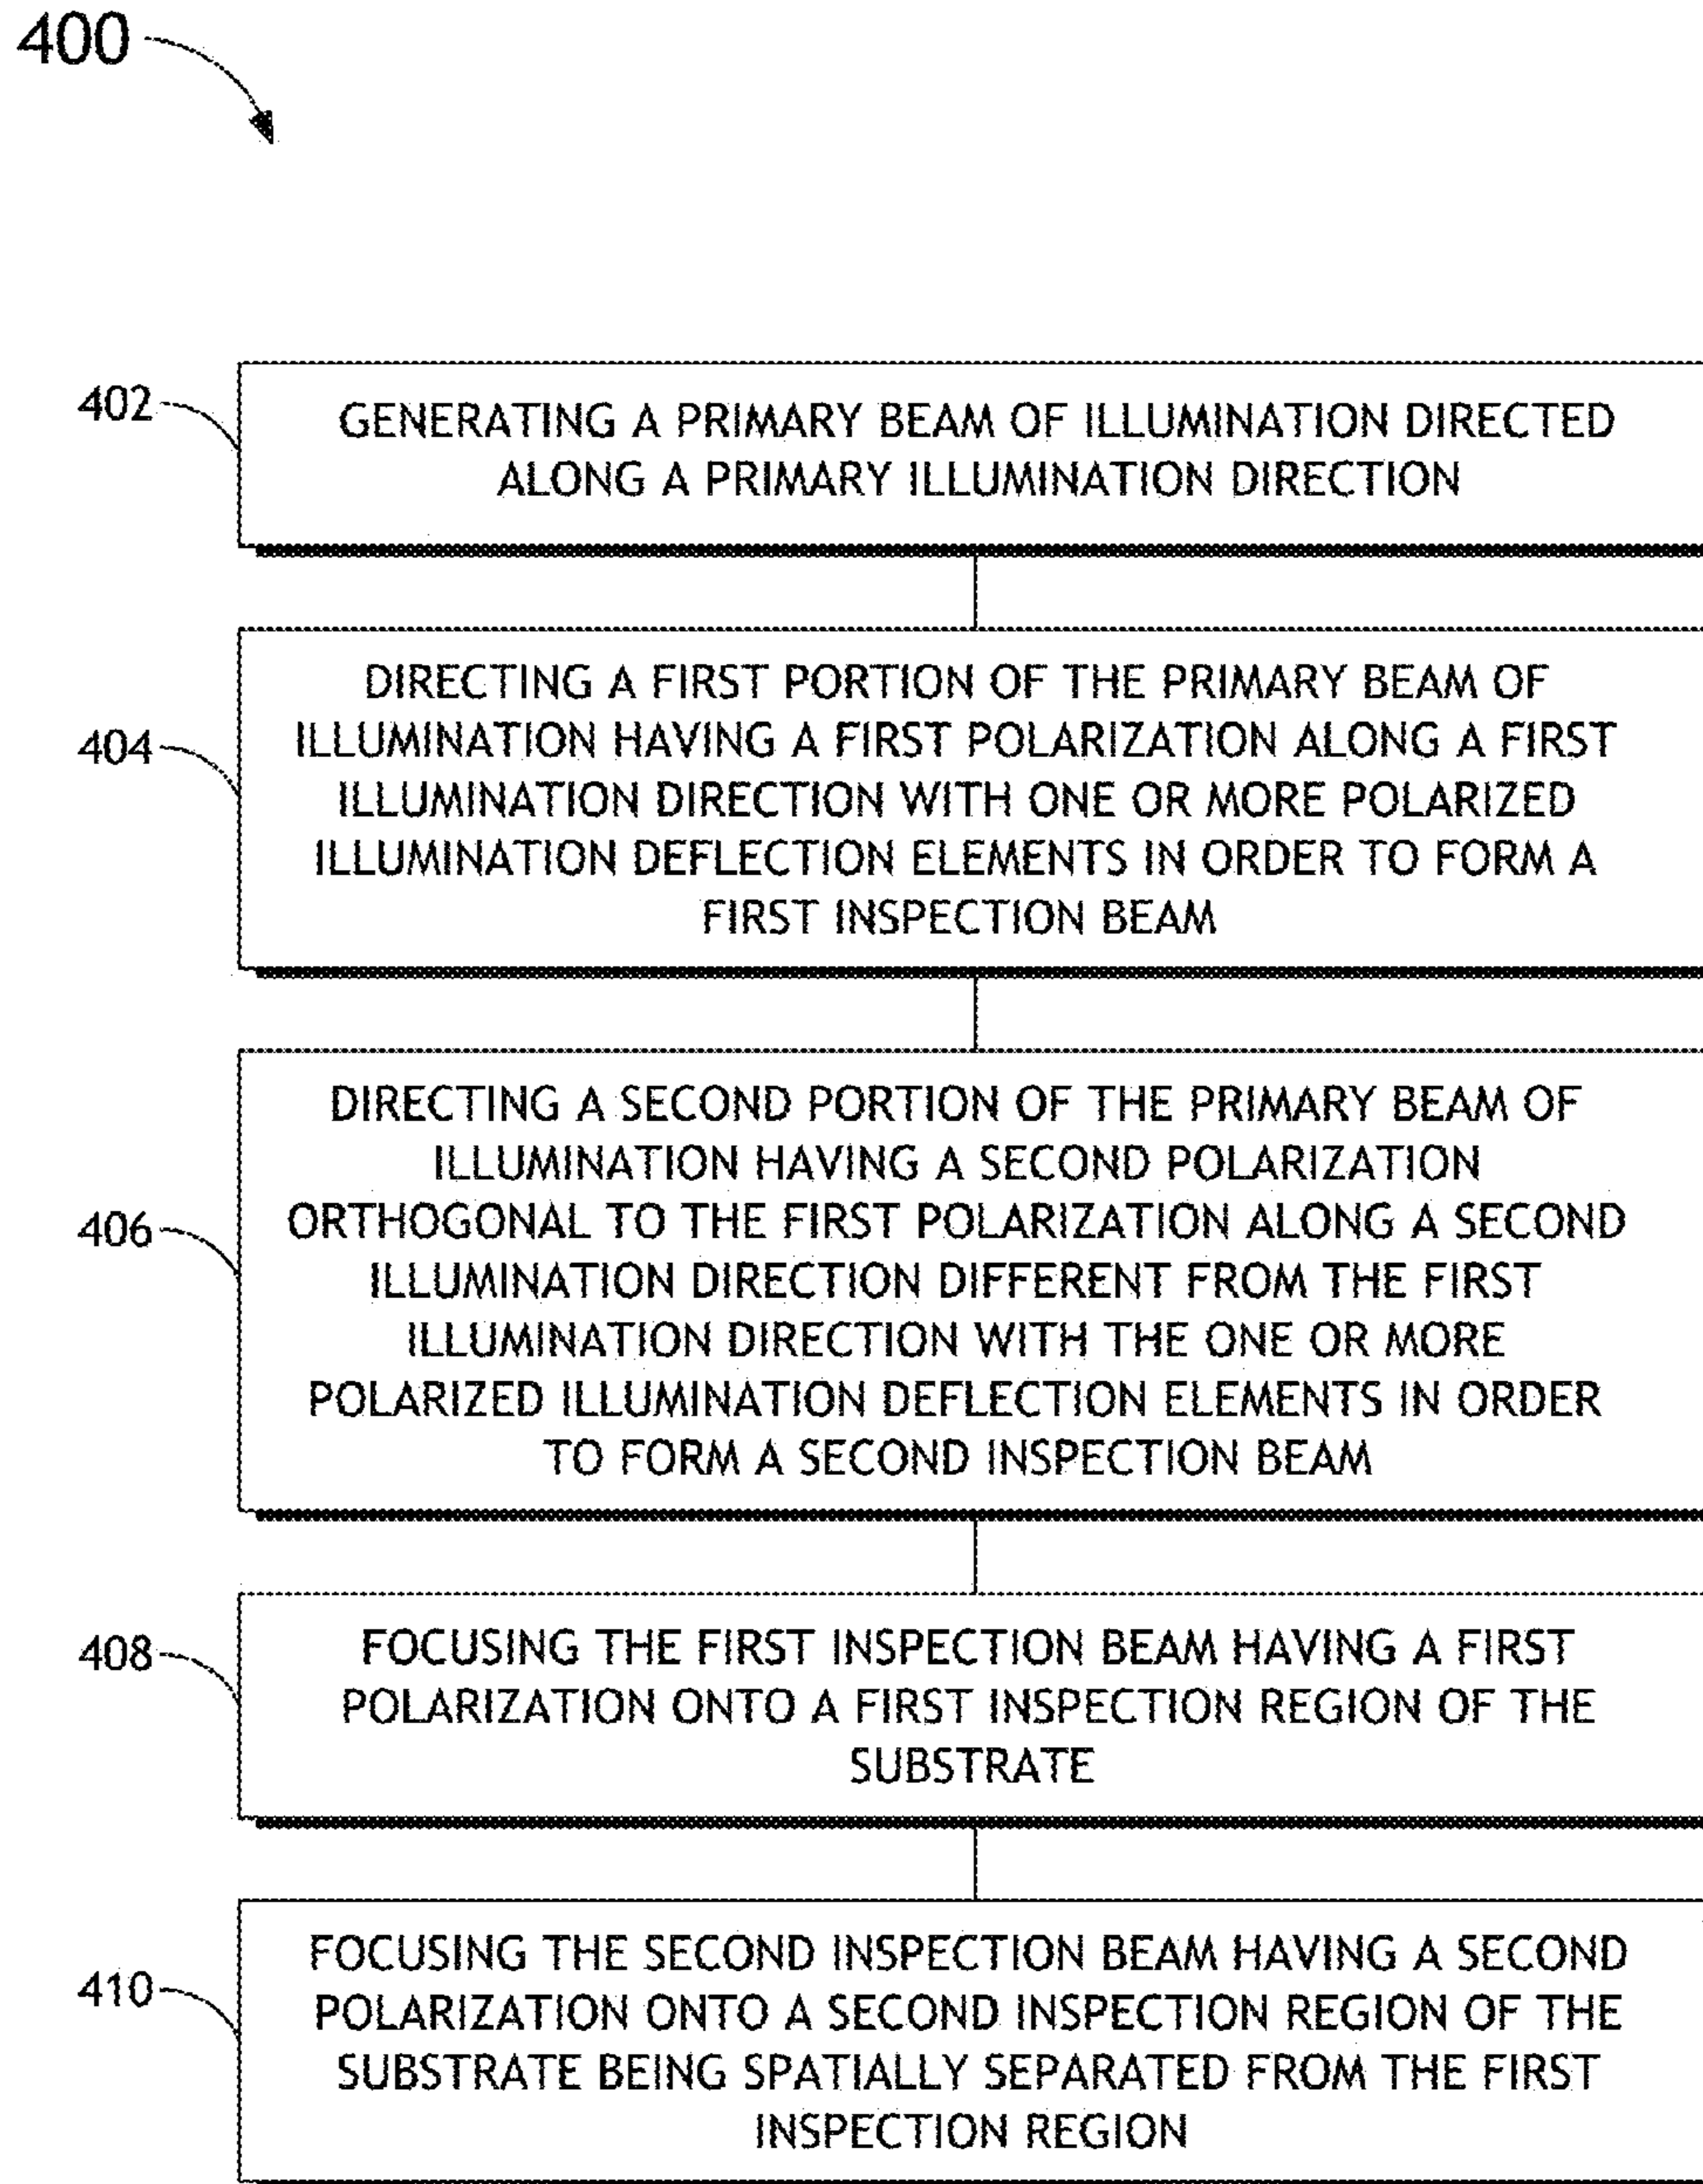 400
402
GENERATING A PRIMARY BEAM OF ILLUMINATION DIRECTED
ALONG A PRIMARY ILLUMINATION DIRECTION
404
DIRECTING A FIRST PORTION OF THE PRIMARY BEAM OF
ILLUMINATION HAVING A FIRST POLARIZATION ALONG A FIRST
ILLUMINATION DIRECTION WITH ONE OR MORE POLARIZED
ILLUMINATION DEFLECTION ELEMENTS IN ORDER TO FORM A
FIRST INSPECTION BEAM
406
DIRECTING A SECOND PORTION OF THE PRIMARY BEAM OF
ILLUMINATION HAVING A SECOND POLARIZATION
ORTHOGONAL TO THE FIRST POLARIZATION ALONG A SECOND
ILLUMINATION DIRECTION DIFFERENT FROM THE FIRST
ILLUMINATION DIRECTION WITH THE ONE OR MORE
POLARIZED ILLUMINATION DEFLECTION ELEMENTS IN ORDER
TO FORM A SECOND INSPECTION BEAM
408
FOCUSING THE FIRST INSPECTION BEAM HAVING A FIRST
POLARIZATION ONTO A FIRST INSPECTION REGION OF THE
SUBSTRATE
410
FOCUSING THE SECOND INSPECTION BEAM HAVING A SECOND
POLARIZATION ONTO A SECOND INSPECTION REGION OF THE
SUBSTRATE BEING SPATIALLY SEPARATED FROM THE FIRST
INSPECTION REGION